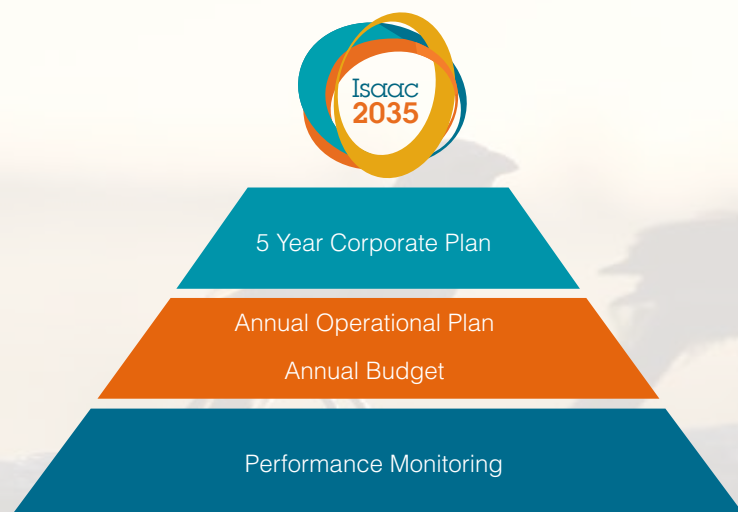 Isaac
2035
5 Year Corporate Plan
Annual Operational Plan
Annual Budget
Performance Monitoring